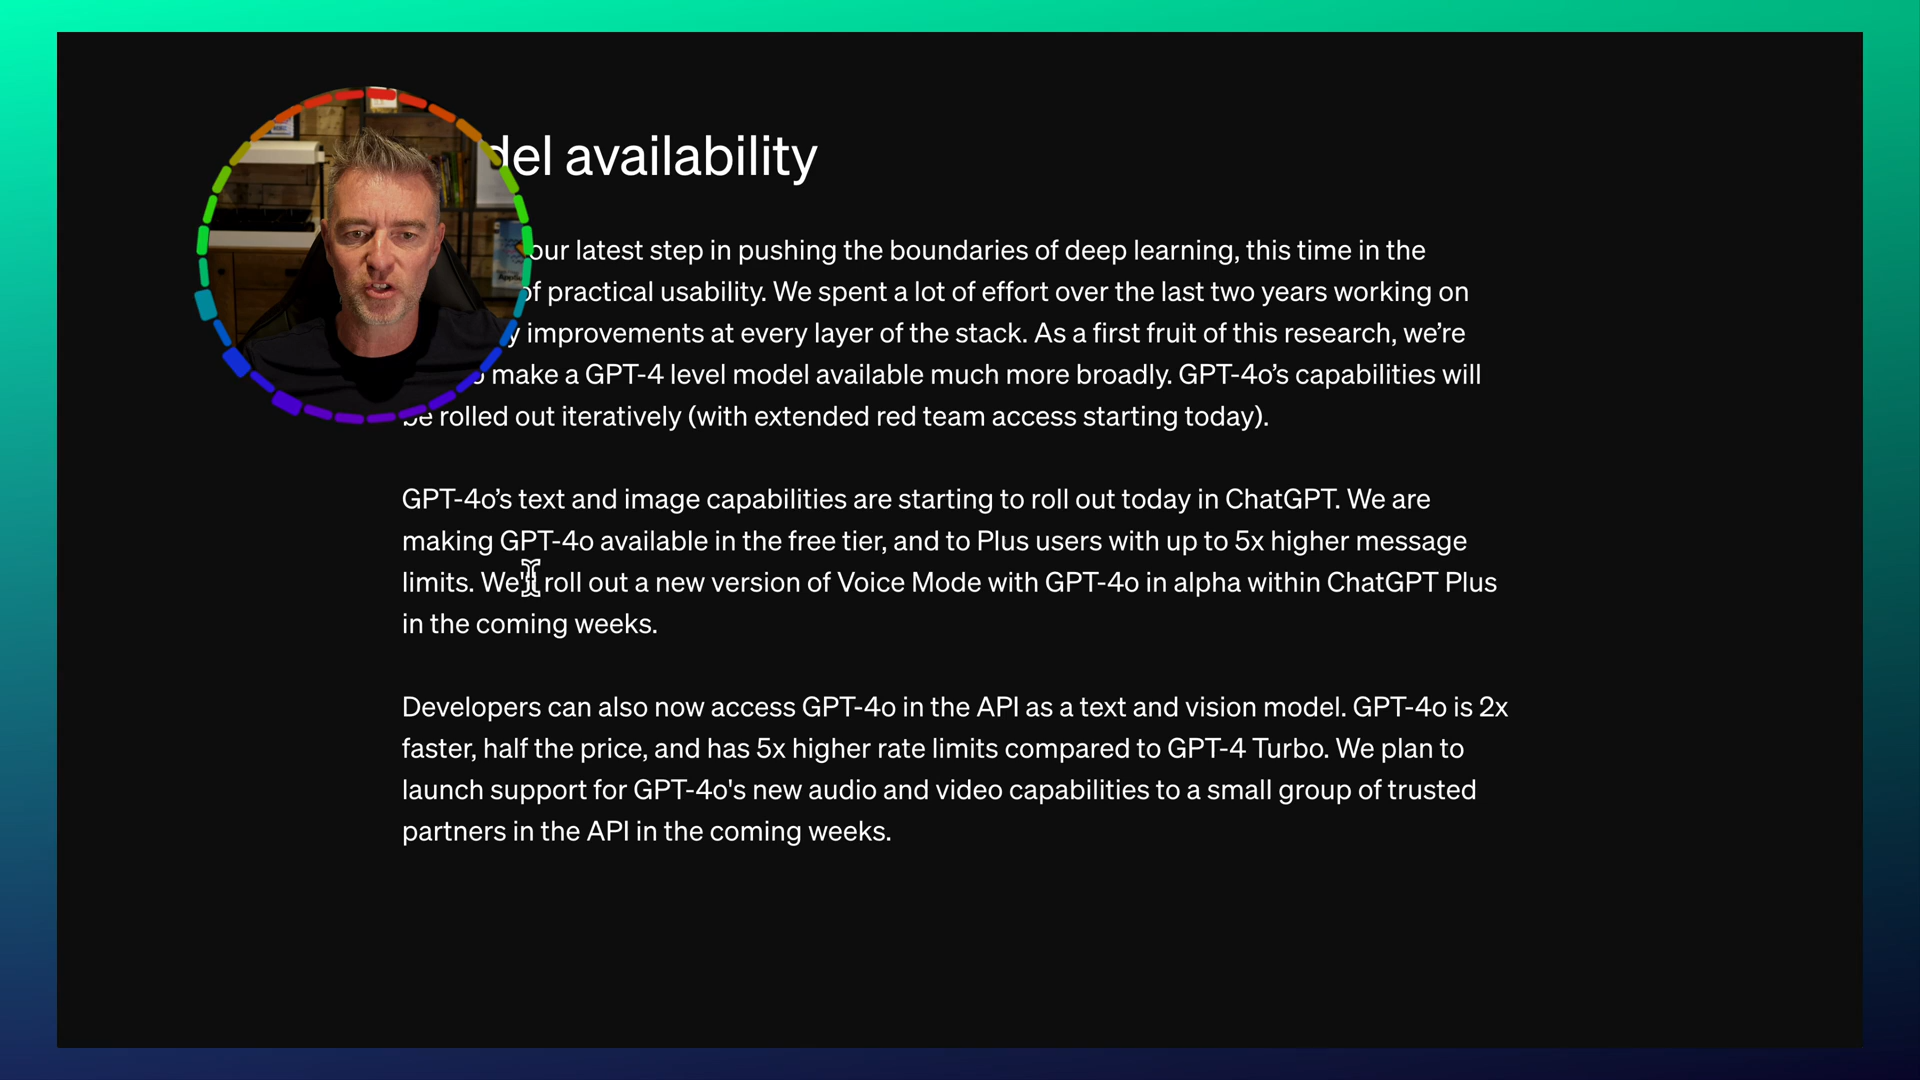 del availability
our latest step in pushing the boundaries of deep learning, this time in the
of practical usability. We spent a lot of effort over the last two years working on
improvements at every layer of the stack. As a first fruit of this research, we’re
make a GPT-4 level model available much more broadly. GPT-4o’s capabilities will
be rolled out iteratively (with extended red team access starting today).
GPT-4o’s text and image capabilities are starting to roll out today in ChatGPT. We are
making GPT-4o available in the free tier, and to Plus users with up to 5x higher message
limits. We'll roll out a new version of Voice Mode with GPT-4o in alpha within ChatGPT Plus
in the coming weeks.
Developers can also now access GPT-4o in the API as a text and vision model. GPT-4o is 2x
faster, half the price, and has 5x higher rate limits compared to GPT-4 Turbo. We plan to
launch support for GPT-4o's new audio and video capabilities to a small group of trusted
partners in the API in the coming weeks.